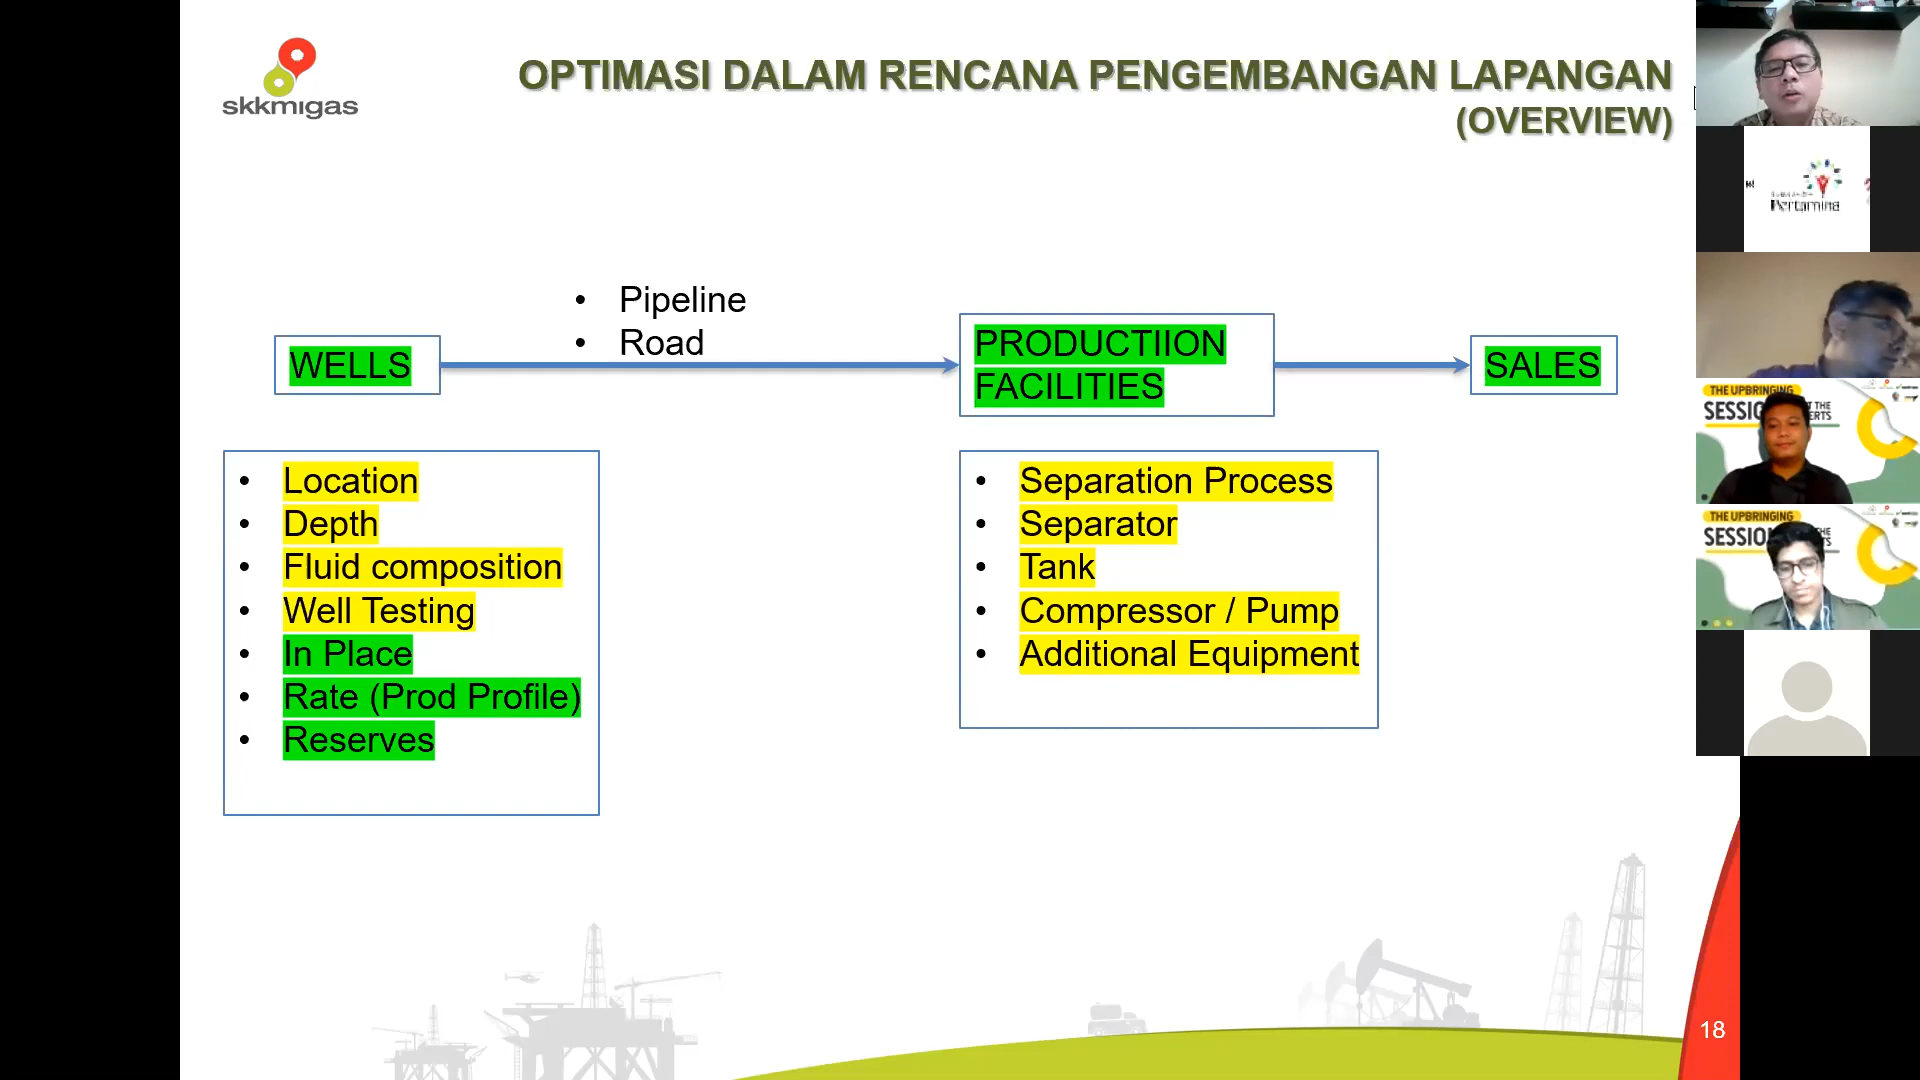 skkmigas
OPTIMASI DALAM RENCANA PENGEMBANGAN LAPANGAN
(OVERVIEW)
• Pipeline
• Road
WELLS
PRODUCTIION
FACILITIES
SALES
• Location
• Depth
• Fluid composition
• Well Testing
• In Place
• Rate (Prod Profile)
• Reserves
• Separation Process
• Separator
• Tank
• Compressor / Pump
• Additional Equipment
18
Pertamina
THE UPBRINGING
SESSIO
THE UPBRINGING
SESSIO